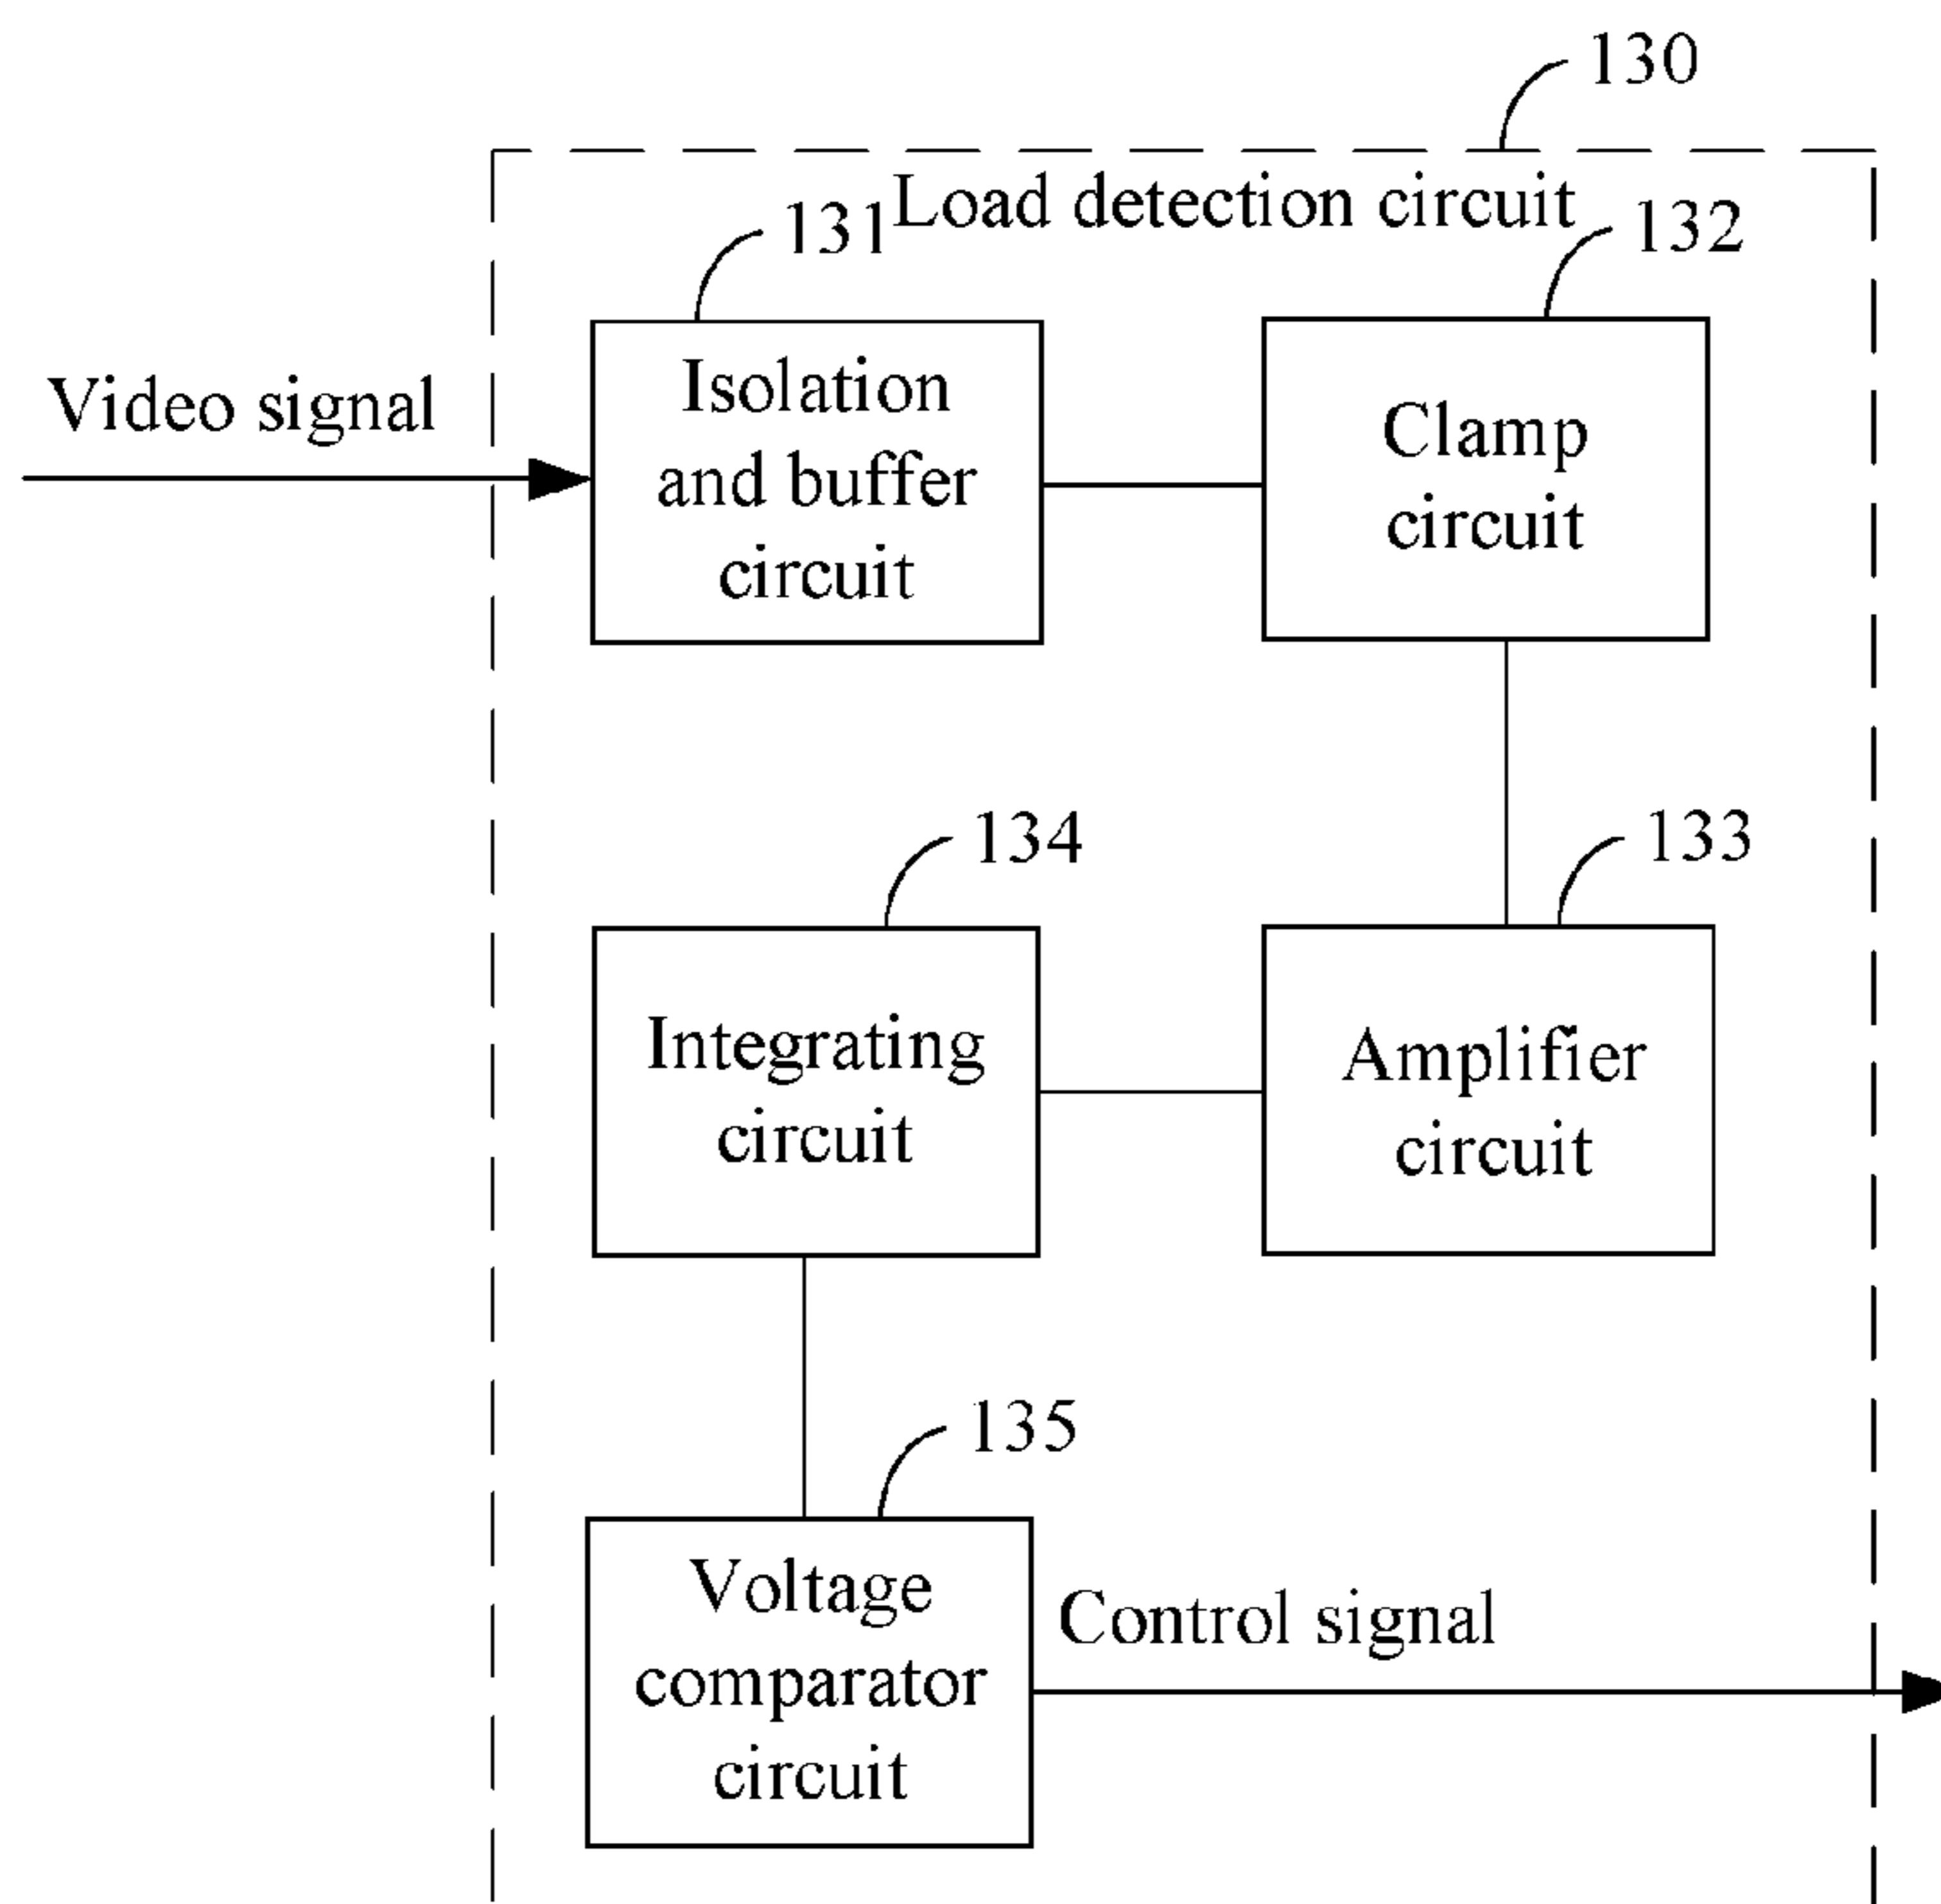 130
Load detection circuit
131
132
Video signal
Isolation
and buffer
circuit
Clamp
circuit
134
133
Integrating
circuit
Amplifier
circuit
135
Voltage
comparator
circuit
Control signal